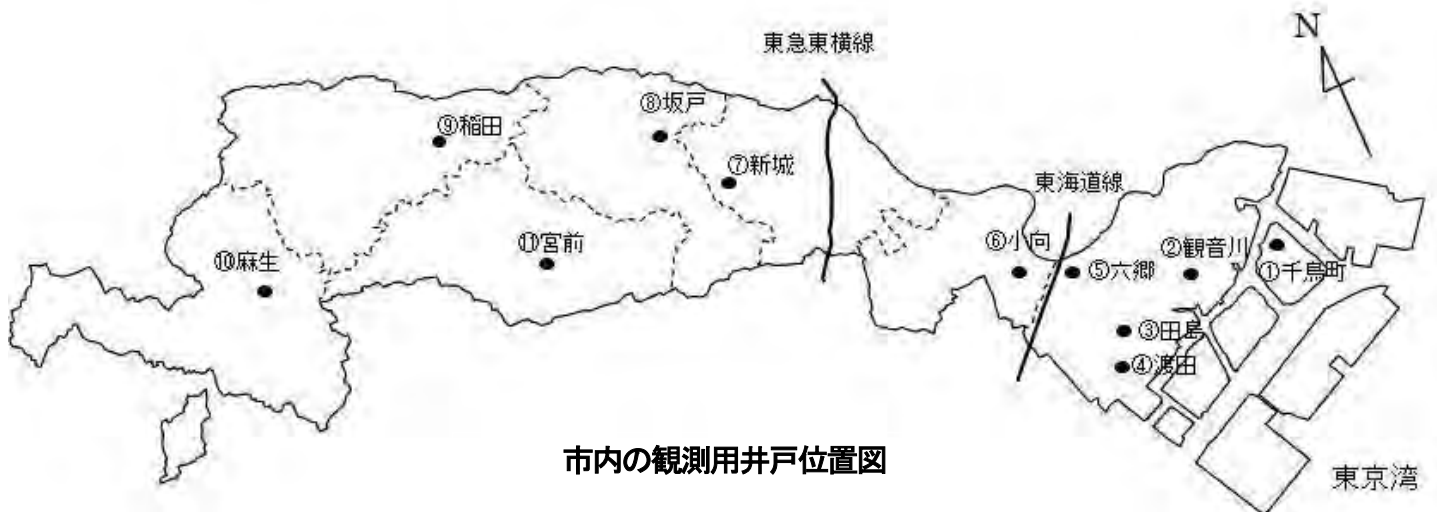 東急東横線
N
⑧坂戸
⑨稲田
⑦新城
東海道線
⑥小向
②観音川
⑩麻生
⑪宮前
⑤六郷
①千鳥町
③田島
④渡田
市内の観測用井戸位置図
東京湾